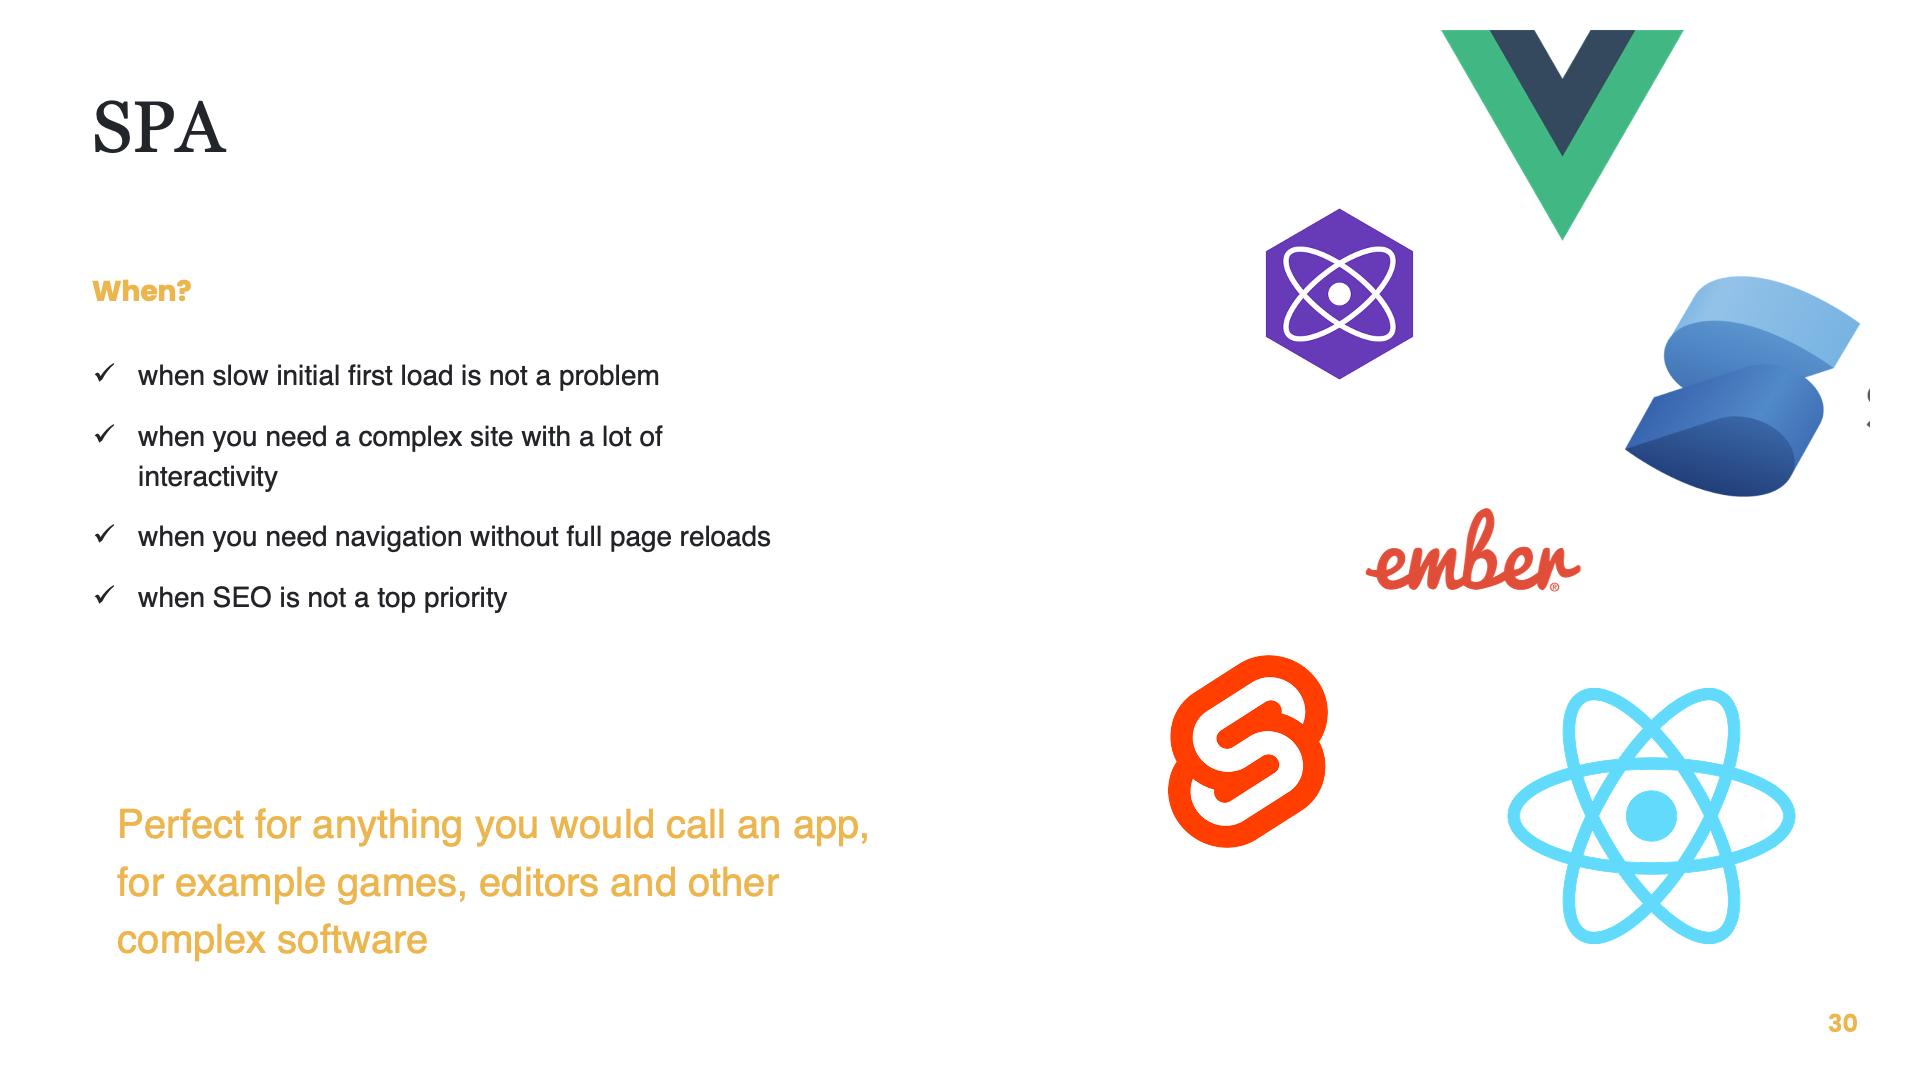 SPA
When?
when slow initial first load is not a problem
when you need a complex site with a lot of
interactivity
when you need navigation without full page reloads
when SEO is not a top priority
Perfect for anything you would call an app,
for example games, editors and other
complex software
ember®
30